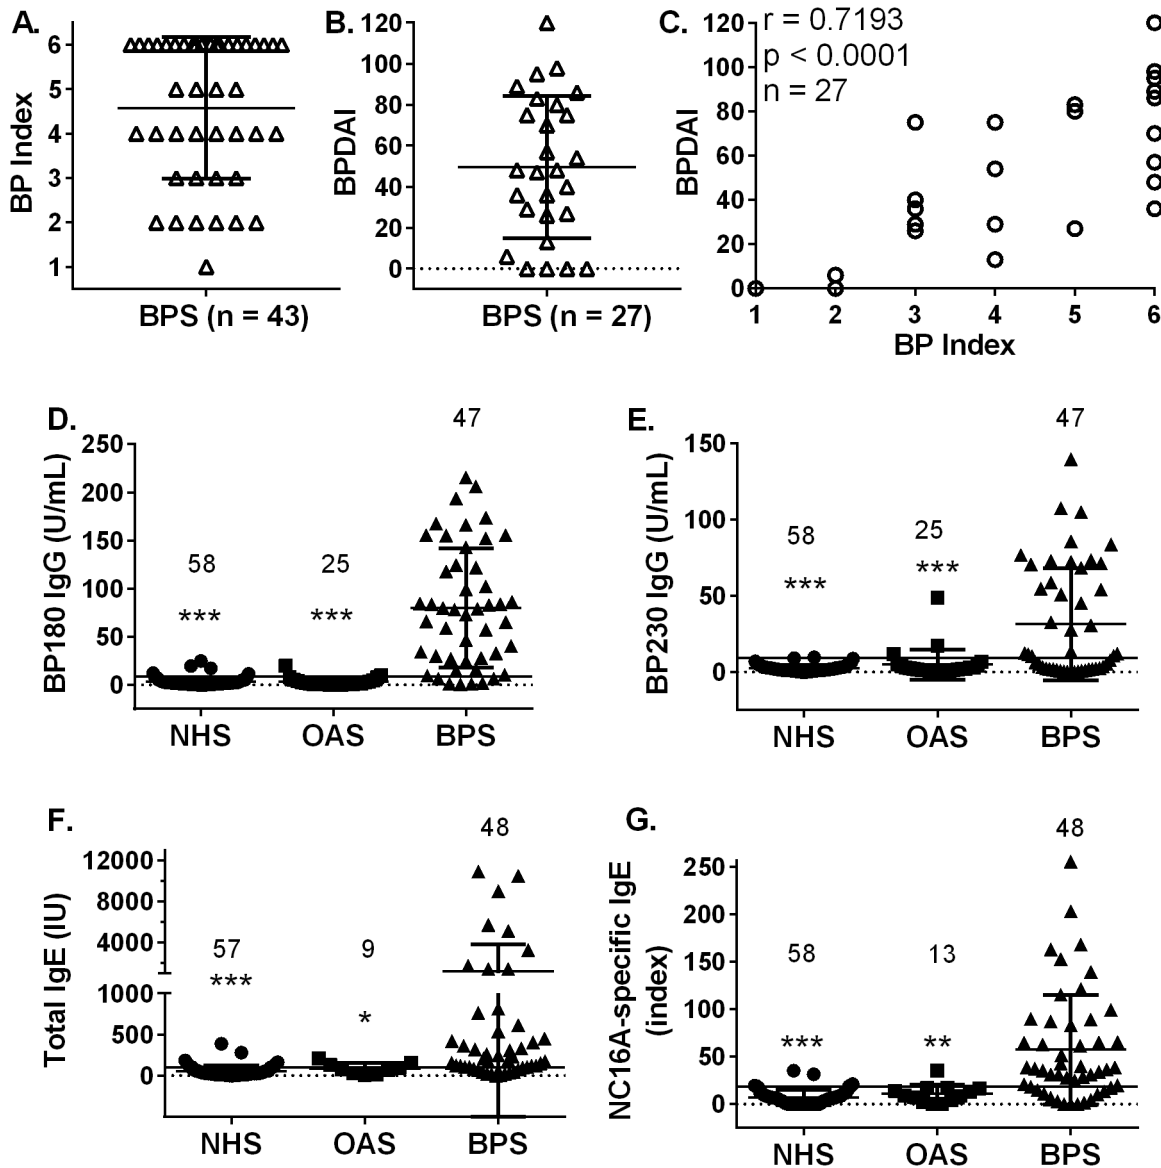 A.
BP Index
6
5
4
3
2
1
BPS (n = 43)
B.
BPDAI
120
100
80
60
40
20
0
BPS (n = 27)
C.
r = 0.7193
p < 0.0001
n = 27
BPDAI
120
100
80
60
40
20
0
1 2 3 4 5 6
BP Index
D.
BP180 IgG (U/mL)
250
200
150
100
50
0
58
***
25
***
47
NHS OAS BPS
E.
BP230 IgG (U/mL)
150
100
50
0
58
***
25
***
47
NHS OAS BPS
F.
Total IgE (IU)
12000
8000
4000
1000
500
0
57
***
9
*
48
NHS OAS BPS
G.
NC16A-specific IgE
(index)
250
200
150
100
50
0
58
***
13
**
48
NHS OAS BPS